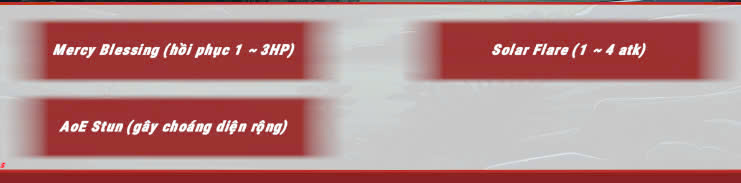 Mercy Blessing (hồi phục 1 ~ 3HP)
Solar Flare (1 ~ 4 atk)
AoE Stun (gây choáng diện rộng)
s